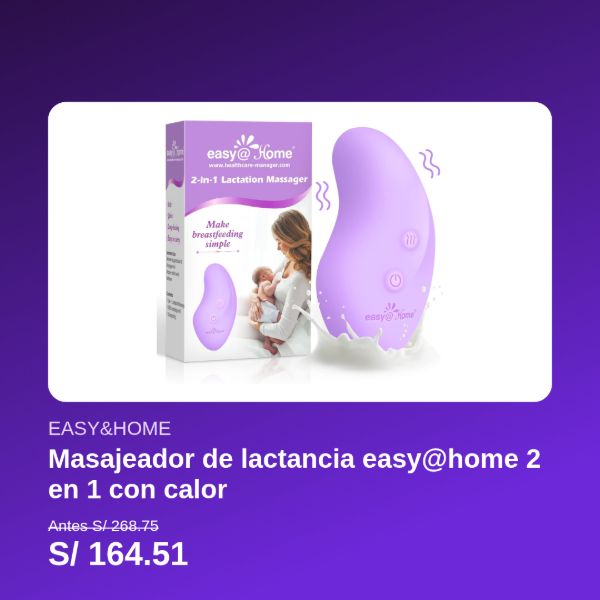 easy@Home
www.healthcare-manager.com
2-In-1 Lactation Massager
Make
breastfeeding
simple
easy@Home
EASY&HOME
Masajeador de lactancia easy@home 2
en 1 con calor
Antes S/ 268.75
S/ 164.51